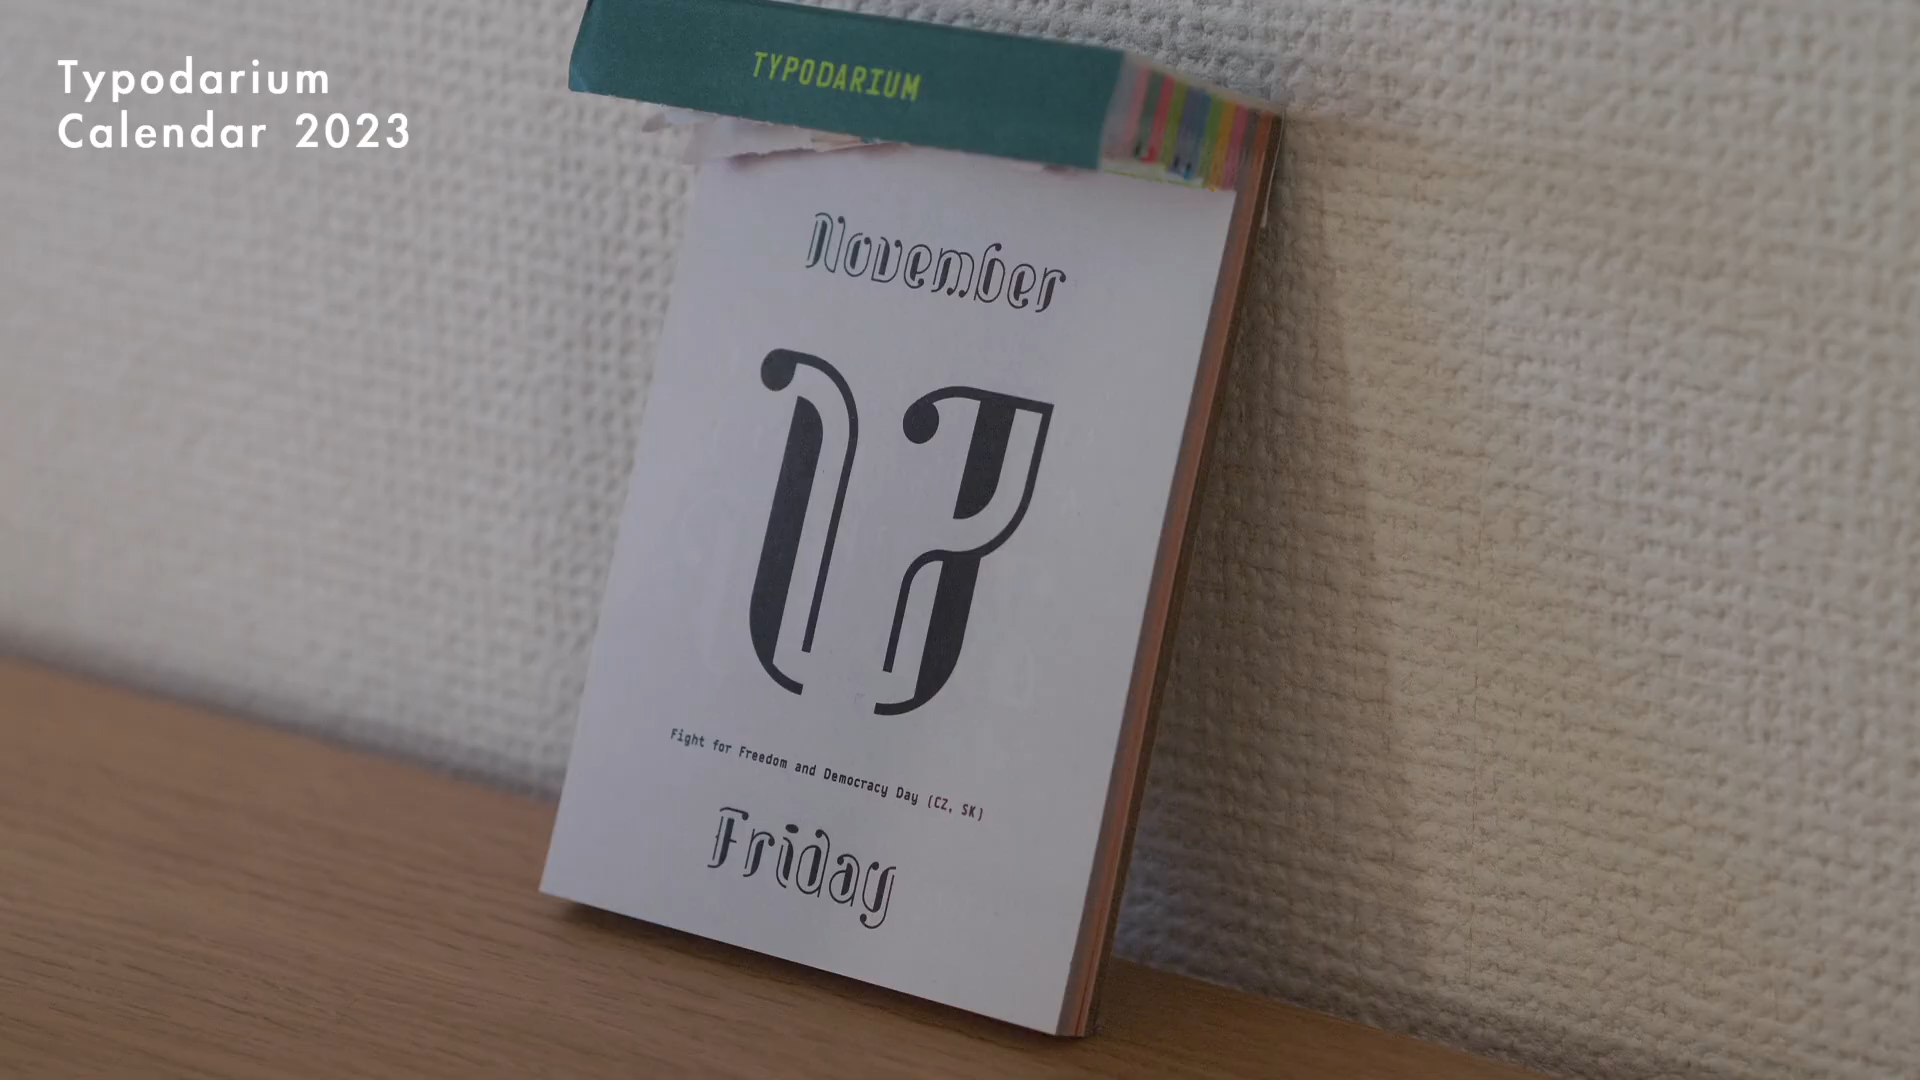 Typodarium
Calendar 2023
TYPODARIUM
November
17
Fight for Freedom and Democracy Day (CZ, SK)
Friday